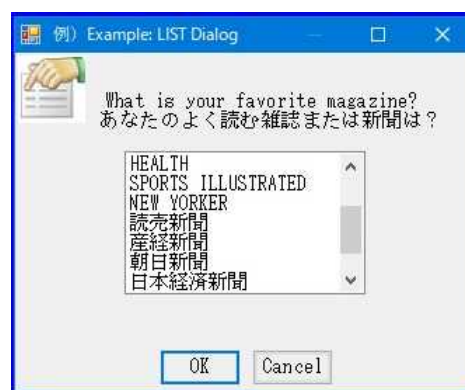 例）Example: LIST Dialog
What is your favorite magazine?
あなたのよく読む雑誌または新聞は？
HEALTH
SPORTS ILLUSTRATED
NEW YORKER
読売新聞
産経新聞
朝日新聞
日本経済新聞
OK
Cancel